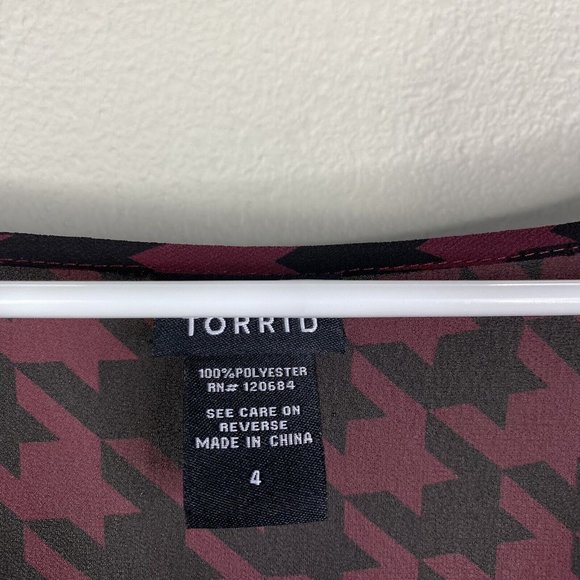 TORRID
100% POLYESTER
RN# 120684
SEE CARE ON
REVERSE
MADE IN CHINA
4